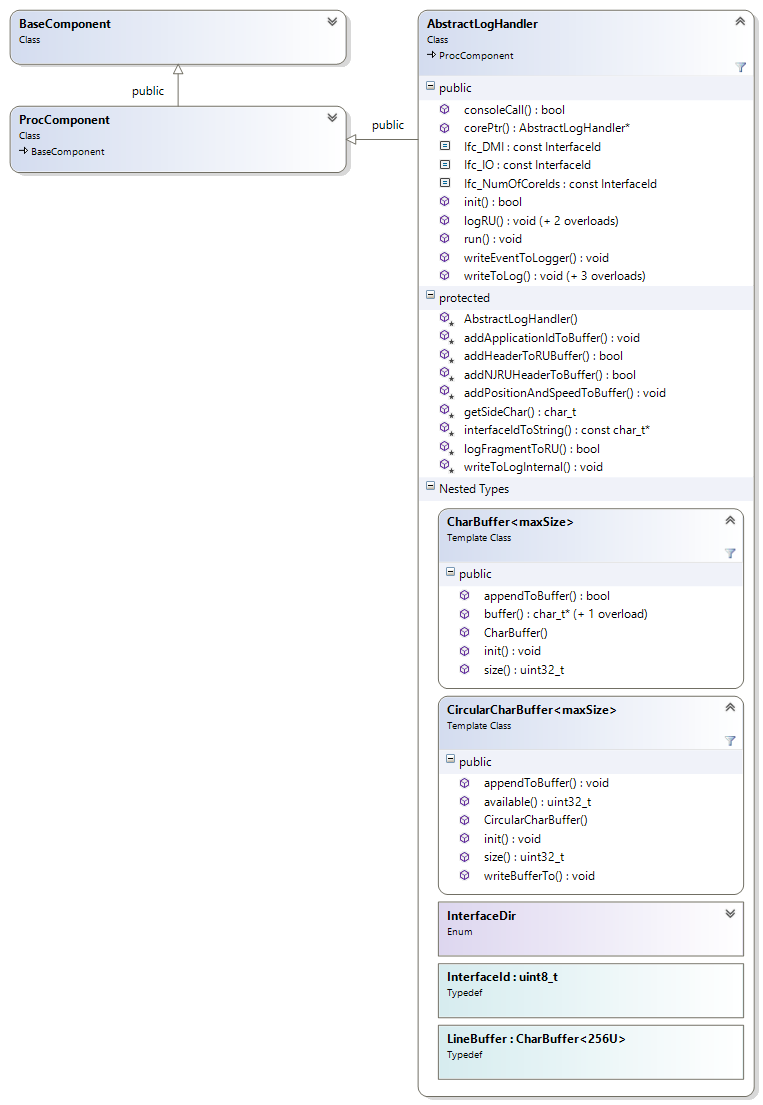 BaseComponent
Class
public
ProcComponent
Class
BaseComponent
public
AbstractLogHandler
Class
ProcComponent
public
consoleCall() : bool
corePtr() : AbstractLogHandler*
Ifc_DMI : const InterfaceId
Ifc_IO : const InterfaceId
Ifc_NumOfCoreIds : const InterfaceId
init() : bool
logRU() : void (+ 2 overloads)
run() : void
writeEventToLogger() : void
writeToLog() : void (+ 3 overloads)
protected
AbstractLogHandler()
addApplicationIdToBuffer() : void
addHeaderToRUBuffer() : bool
addNJRUHeaderToBuffer() : bool
addPositionAndSpeedToBuffer() : void
getSideChar() : char_t
interfaceIdToString() : const char_t*
logFragmentToRU() : bool
writeToLogInternal() : void
Nested Types
CharBuffer<maxSize>
Template Class
public
appendToBuffer() : bool
buffer() : char_t* (+ 1 overload)
CharBuffer()
init() : void
size() : uint32_t
CircularCharBuffer<maxSize>
Template Class
public
appendToBuffer() : void
available() : uint32_t
CircularCharBuffer()
init() : void
size() : uint32_t
writeBufferTo() : void
InterfaceDir
Enum
InterfaceId : uint8_t
Typedef
LineBuffer : CharBuffer<256U>
Typedef